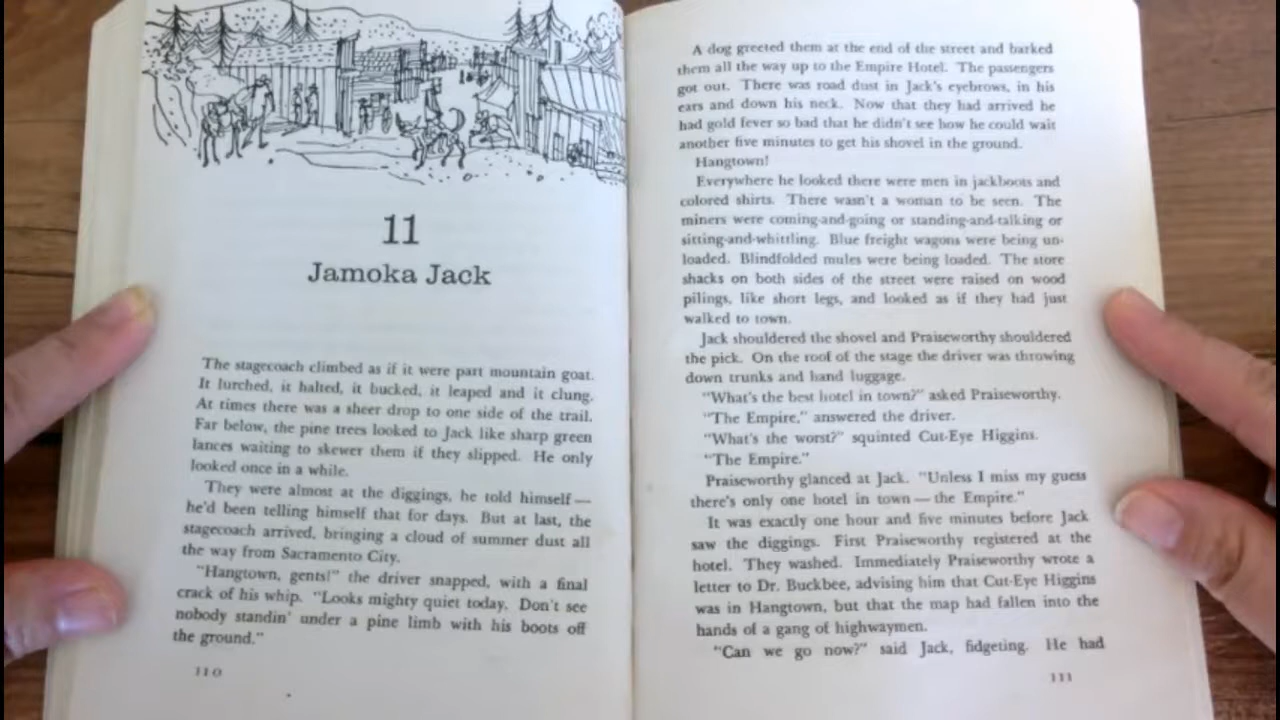 11
Jamoka Jack
The stagecoach climbed as if it were part mountain goat.
It lurched, it halted, it bucked, it leaped and it clung.
At times there was a sheer drop to one side of the trail.
Far below, the pine trees looked to Jack like sharp green
lances waiting to skewer them if they slipped. He only
looked once in a while.
They were almost at the diggings, he told himself —
he'd been telling himself that for days. But at last, the
stagecoach arrived, bringing a cloud of summer dust all
the way from Sacramento City.
"Hangtown, gents!" the driver snapped, with a final
crack of his whip. "Looks mighty quiet today. Don't see
nobody standin' under a pine limb with his boots off
the ground."
110
A dog greeted them at the end of the street and barked
them all the way up to the Empire Hotel. The passengers
got out. There was road dust in Jack's eyebrows, in his
ears and down his neck. Now that they had arrived he
had gold fever so bad that he didn't see how he could wait
another five minutes to get his shovel in the ground.
Hangtown!
Everywhere he looked there were men in jackboots and
colored shirts. There wasn't a woman to be seen. The
miners were coming-and-going or standing-and-talking or
sitting-and-whittling. Blue freight wagons were being un-
loaded. Blindfolded mules were being loaded. The store
shacks on both sides of the street were raised on wood
pilings, like short legs, and looked as if they had just
walked to town.
Jack shouldered the shovel and Praiseworthy shouldered
the pick. On the roof of the stage the driver was throwing
down trunks and hand luggage.
"What's the best hotel in town?" asked Praiseworthy.
"The Empire," answered the driver.
"What's the worst?" squinted Cut-Eye Higgins.
"The Empire."
Praiseworthy glanced at Jack. "Unless I miss my guess
there's only one hotel in town — the Empire."
It was exactly one hour and five minutes before Jack
saw the diggings. First Praiseworthy registered at the
hotel. They washed. Immediately Praiseworthy wrote a
letter to Dr. Buckbee, advising him that Cut-Eye Higgins
was in Hangtown, but that the map had fallen into the
hands of a gang of highwaymen.
"Can we go now?" said Jack, fidgeting. He had
111